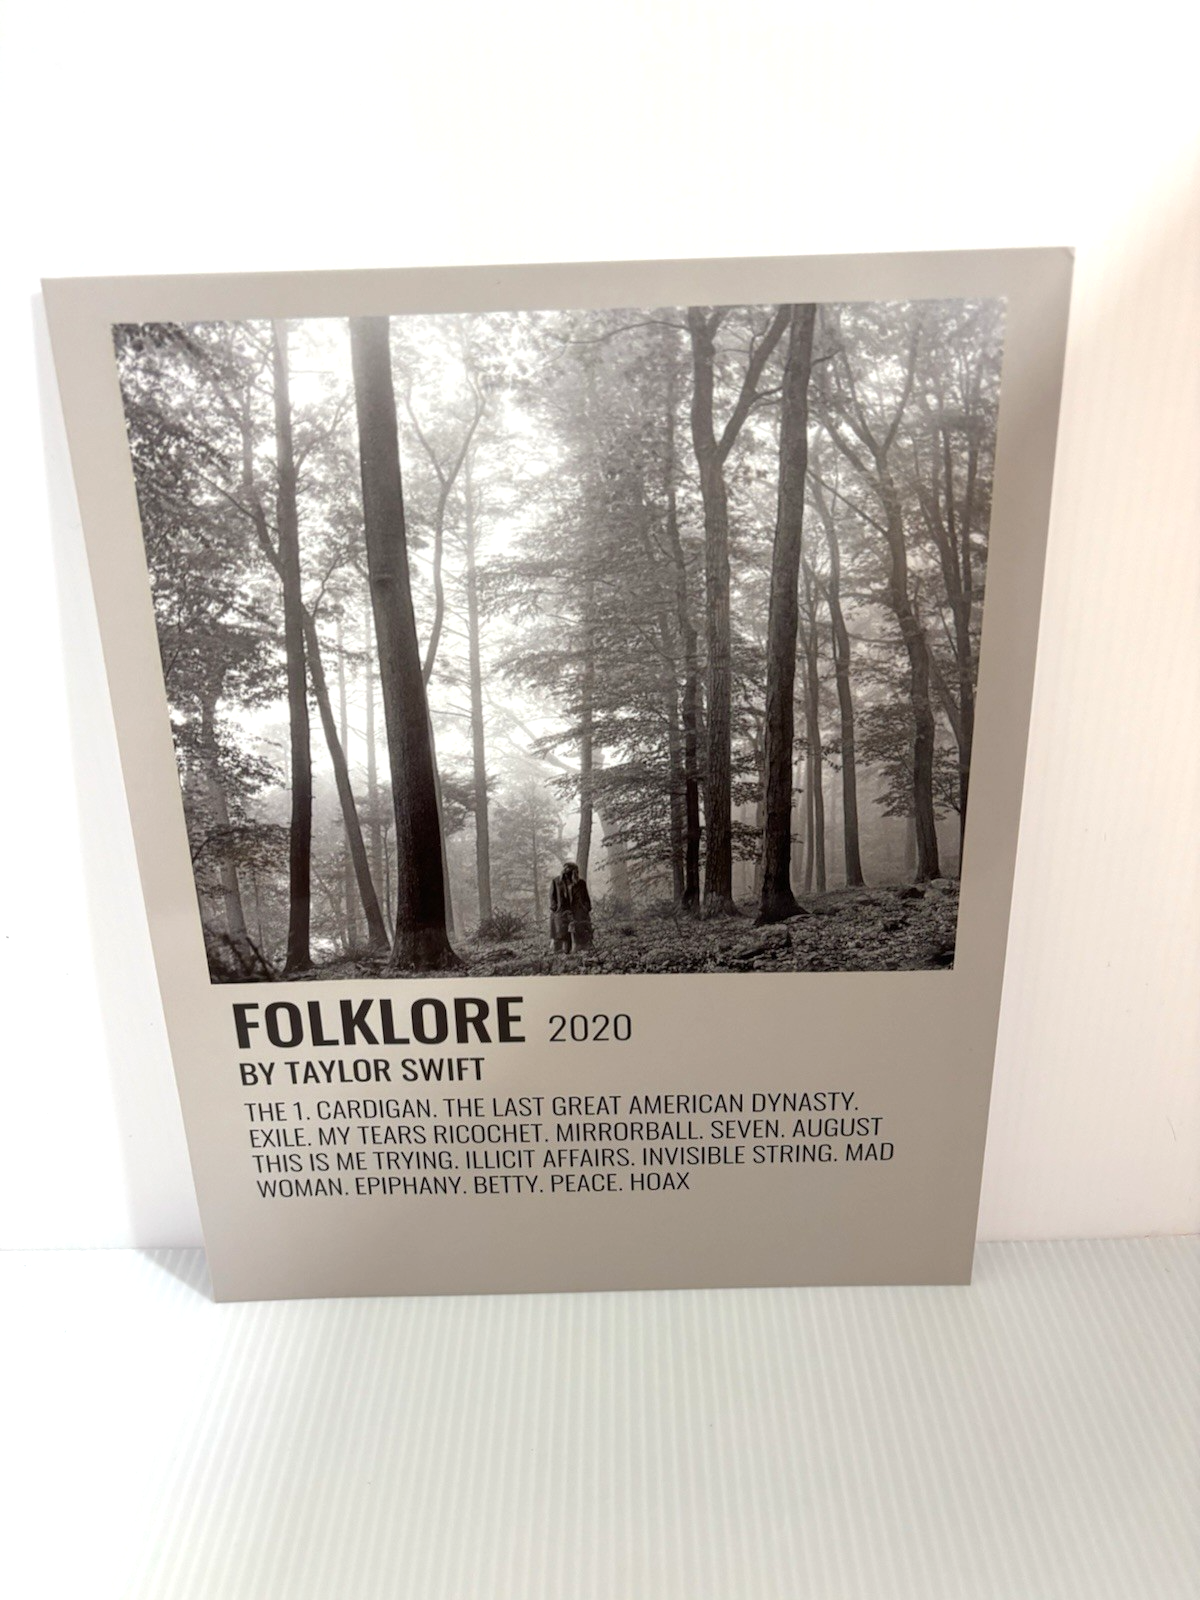 FOLKLORE 2020
BY TAYLOR SWIFT
THE 1. CARDIGAN. THE LAST GREAT AMERICAN DYNASTY.
EXILE. MY TEARS RICOCHET. MIRRORBALL. SEVEN. AUGUST
THIS IS ME TRYING. ILLICIT AFFAIRS. INVISIBLE STRING. MAD
WOMAN. EPIPHANY. BETTY. PEACE. HOAX